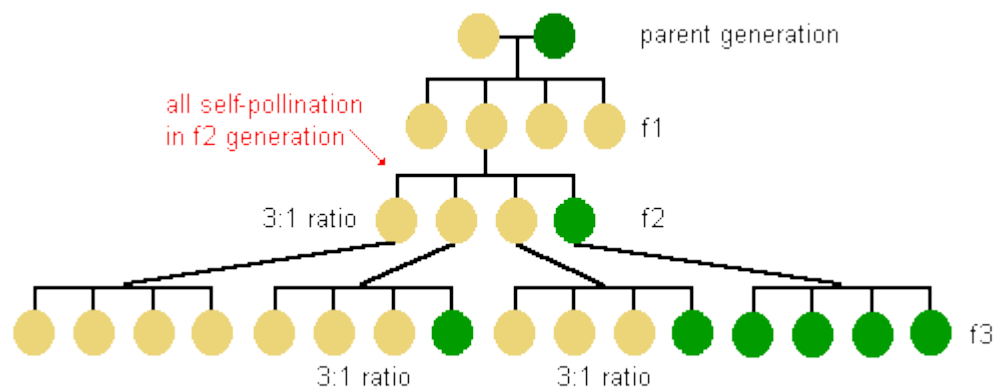 parent generation
all self-pollination
in f2 generation
f1
3:1 ratio
f2
f3
3:1 ratio
3:1 ratio